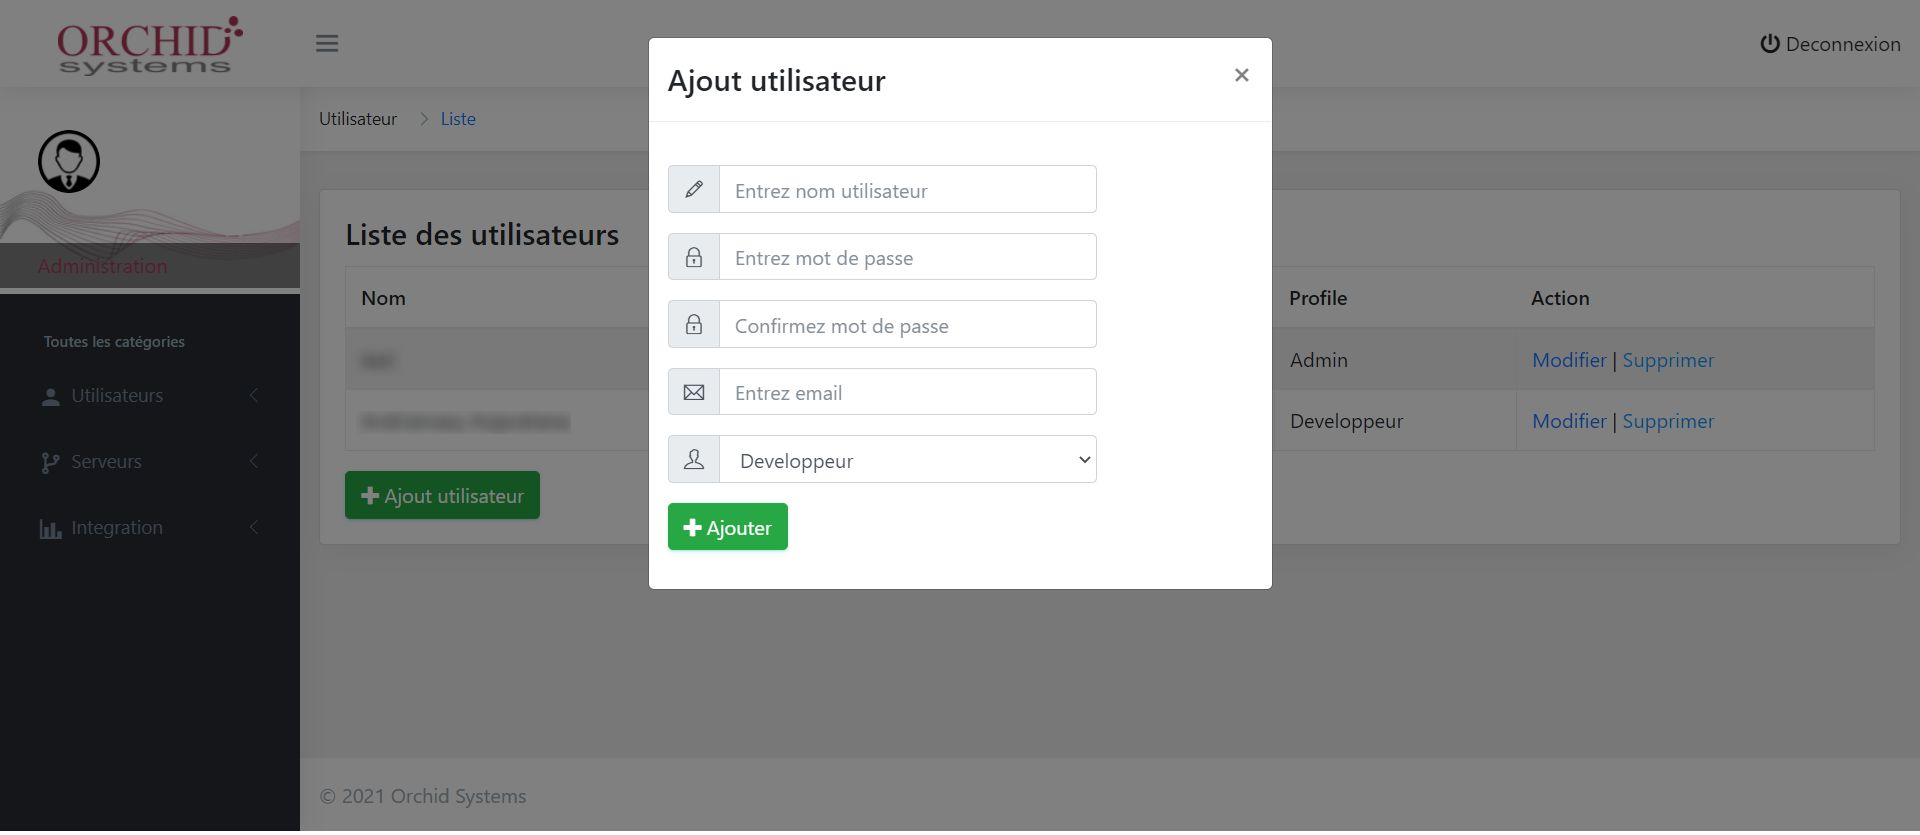 ORCHID
systems
Deconnexion
Utilisateur
Liste
Administration
Toutes les catégories
Utilisateurs
Serveurs
Integration
Liste des utilisateurs
Nom
Profile
Action
Admin
Modifier | Supprimer
Developpeur
Modifier | Supprimer
Ajout utilisateur
Ajout utilisateur
×
Entrez nom utilisateur
Entrez mot de passe
Confirmez mot de passe
Entrez email
Developpeur
Ajouter
© 2021 Orchid Systems